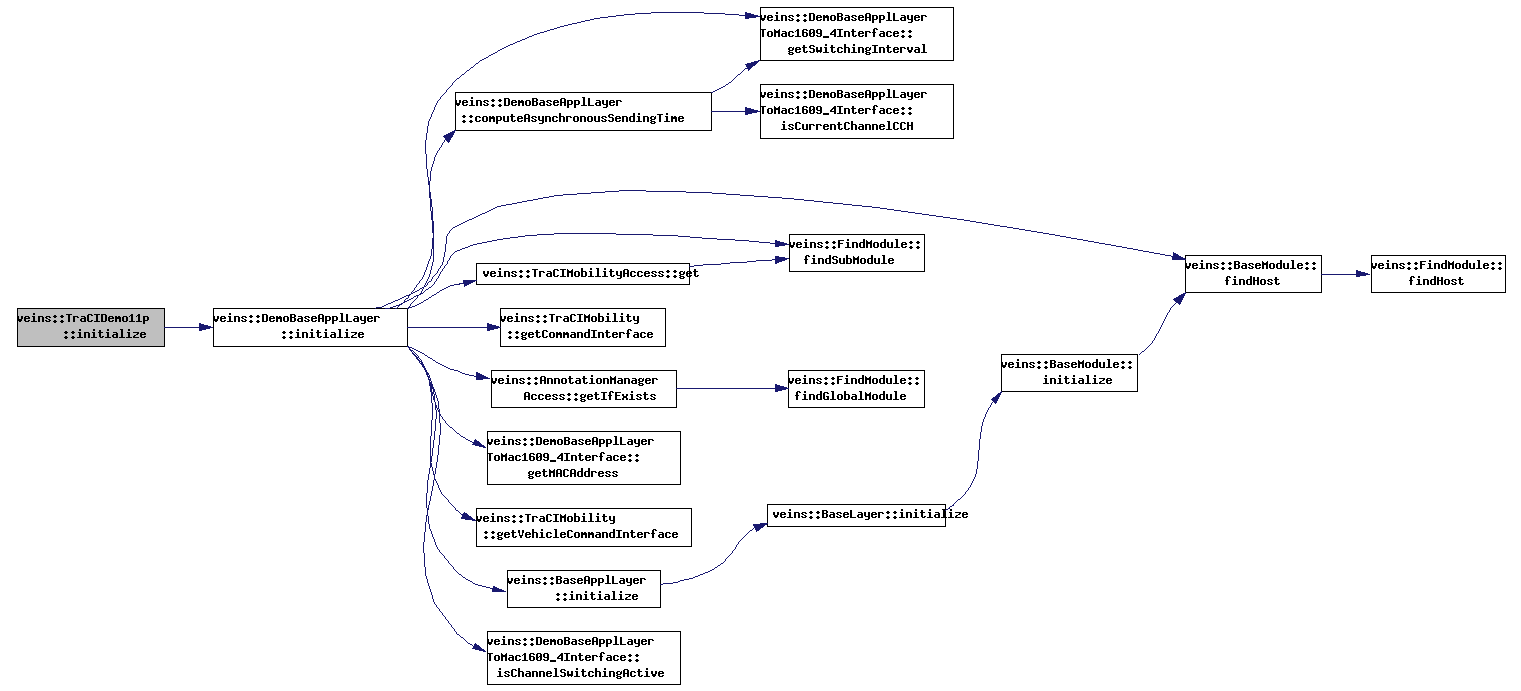 veins::TraCIDemo11p
::initialize
veins::DemoBaseApplLayer
::initialize
veins::DemoBaseApplLayer
::computeAsynchronousSendingTime
veins::DemoBaseApplLayer
ToMac1609_4Interface::
getSwitchingInterval
veins::DemoBaseApplLayer
ToMac1609_4Interface::
isCurrentChannelCCH
veins::TraCIMobilityAccess::get
veins::FindModule::
findSubModule
veins::BaseModule::
findHost
veins::FindModule::
findHost
veins::TraCIMobility
::getCommandInterface
veins::AnnotationManager
Access::getIfExists
veins::FindModule::
findGlobalModule
veins::BaseModule::
initialize
veins::DemoBaseApplLayer
ToMac1609_4Interface::
getMACAddress
veins::TraCIMobility
::getVehicleCommandInterface
veins::BaseLayer::initialize
veins::BaseApplLayer
::initialize
veins::DemoBaseApplLayer
ToMac1609_4Interface::
isChannelSwitchingActive